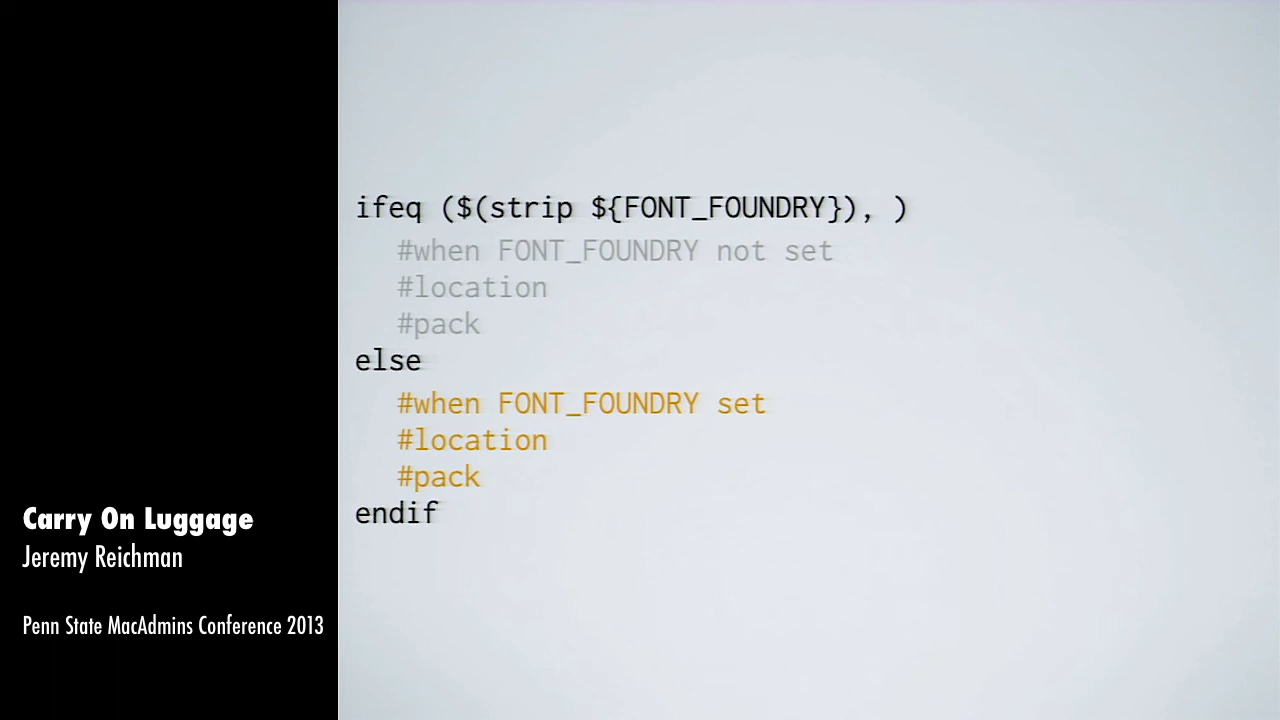 ifeq ($(strip ${FONT_FOUNDRY}), )
#when FONT_FOUNDRY not set
#location
#pack
else
#when FONT_FOUNDRY set
#location
#pack
endif
Carry On Luggage
Jeremy Reichman
Penn State MacAdmins Conference 2013